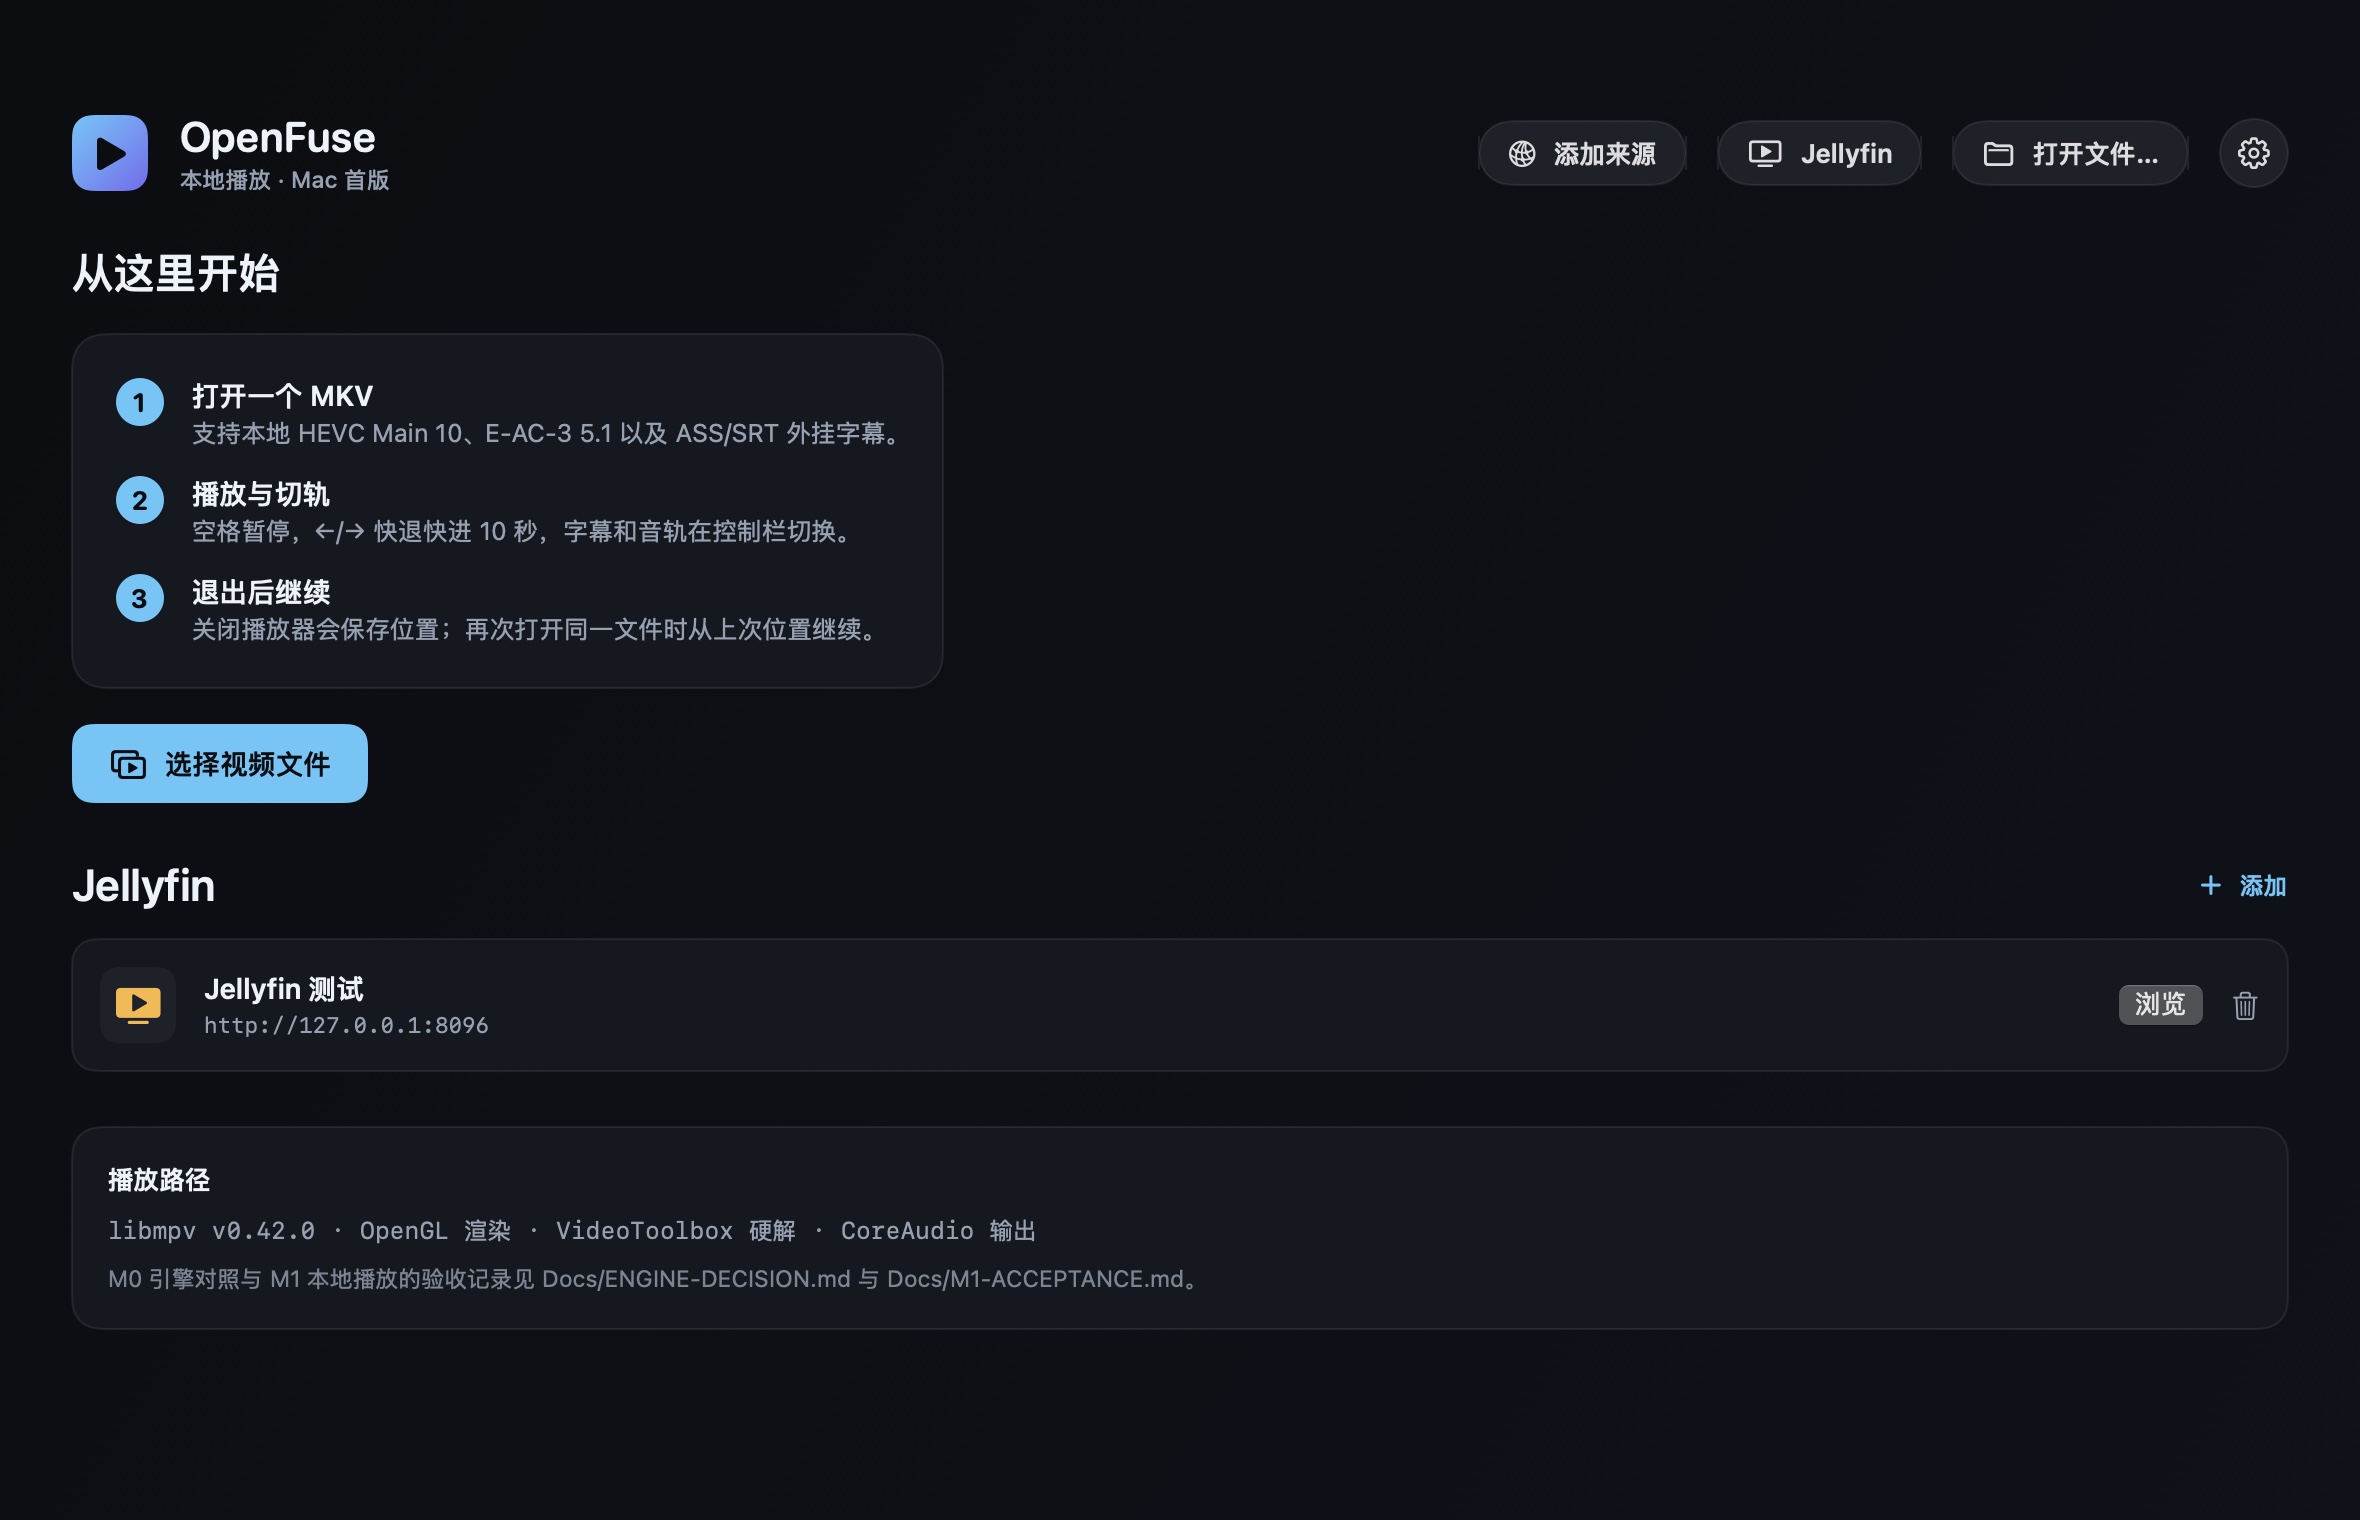 OpenFuse
本地播放 · Mac 首版
添加来源
Jellyfin
打开文件...
从这里开始
1
打开一个 MKV
支持本地 HEVC Main 10、E-AC-3 5.1 以及 ASS/SRT 外挂字幕。
2
播放与切轨
空格暂停，←/→ 快退快进 10 秒，字幕和音轨在控制栏切换。
3
退出后继续
关闭播放器会保存位置；再次打开同一文件时从上次位置继续。
选择视频文件
Jellyfin
+ 添加
Jellyfin 测试
http://127.0.0.1:8096
浏览
播放路径
libmpv v0.42.0 · OpenGL 渲染 · VideoToolbox 硬解 · CoreAudio 输出
M0 引擎对照与 M1 本地播放的验收记录见 Docs/ENGINE-DECISION.md 与 Docs/M1-ACCEPTANCE.md。